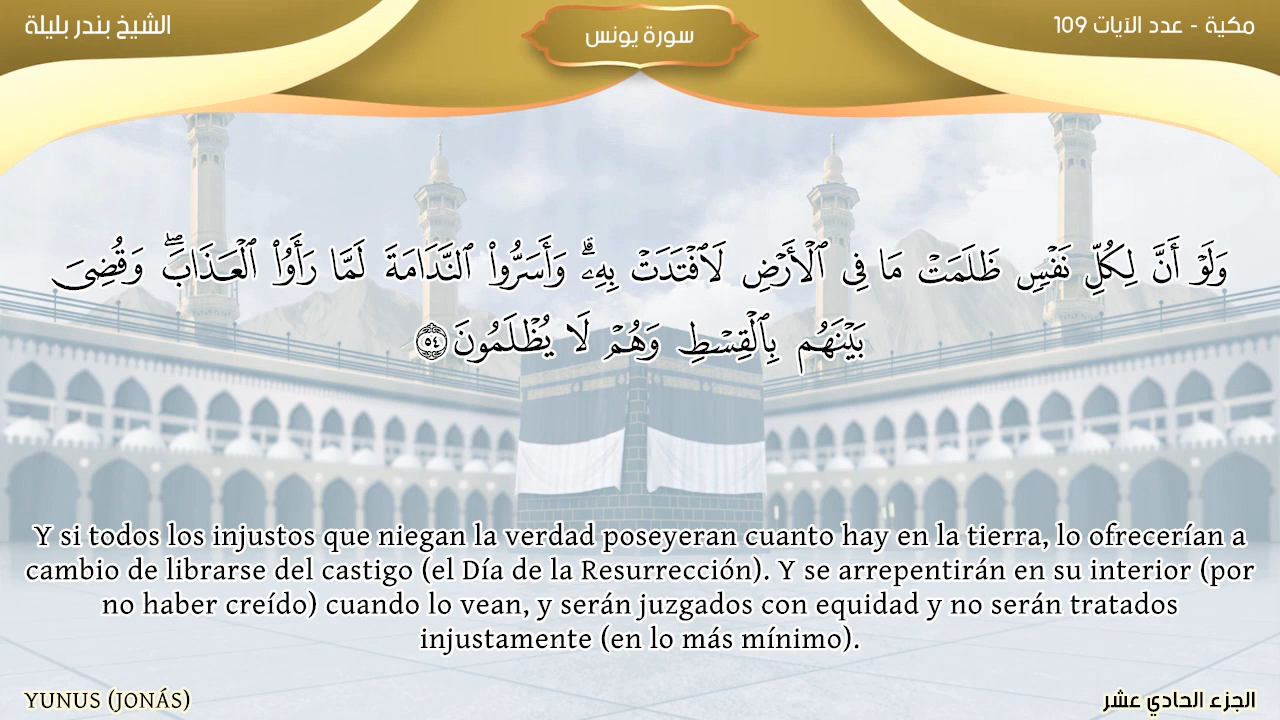 الشيخ بندر بليلة
سورة يونس
مكية - عدد الآيات 109
وَلَوْ أَنَّ لِكُلِّ نَفْسٍ ظَلَمَتْ مَا فِى ٱلْأَرْضِ لَٱفْتَدَتْ بِهِۦۗ وَأَسَرُّوا۟ ٱلنَّدَامَةَ لَمَّا رَأَوُا۟ ٱلْعَذَابَۖ وَقُضِىَ
بَيْنَهُم بِٱلْقِسْطِ وَهُمْ لَا يُظْلَمُونَ ٥٤
Y si todos los injustos que niegan la verdad poseyeran cuanto hay en la tierra, lo ofrecerían a
cambio de librarse del castigo (el Día de la Resurrección). Y se arrepentirán en su interior (por
no haber creído) cuando lo vean, y serán juzgados con equidad y no serán tratados
injustamente (en lo más mínimo).
YUNUS (JONÁS)
الجزء الحادي عشر